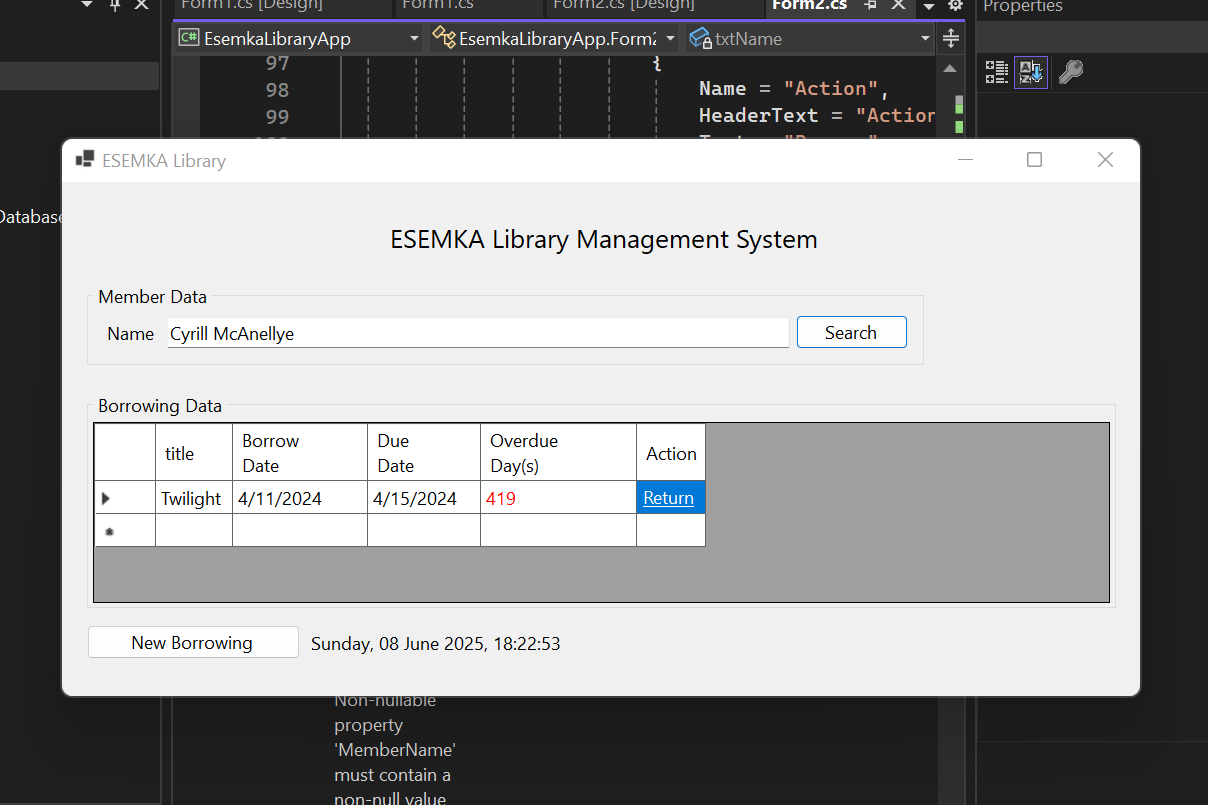 Form1.cs [Design]
Form1.cs
Form2.cs [Design]
Form2.cs
Properties
C# EsemkaLibraryApp
EsemkaLibraryApp.Form2
txtName
97
{
98
Name = "Action",
99
HeaderText = "Action
Database
ESEMKA Library
ESEMKA Library Management System
Member Data
Name
Cyrill McAnellye
Search
Borrowing Data
title
Borrow
Date
Due
Date
Overdue
Day(s)
Action
Twilight
4/11/2024
4/15/2024
419
Return
New Borrowing
Sunday, 08 June 2025, 18:22:53
Non-nullable
property
'MemberName'
must contain a
non-null value